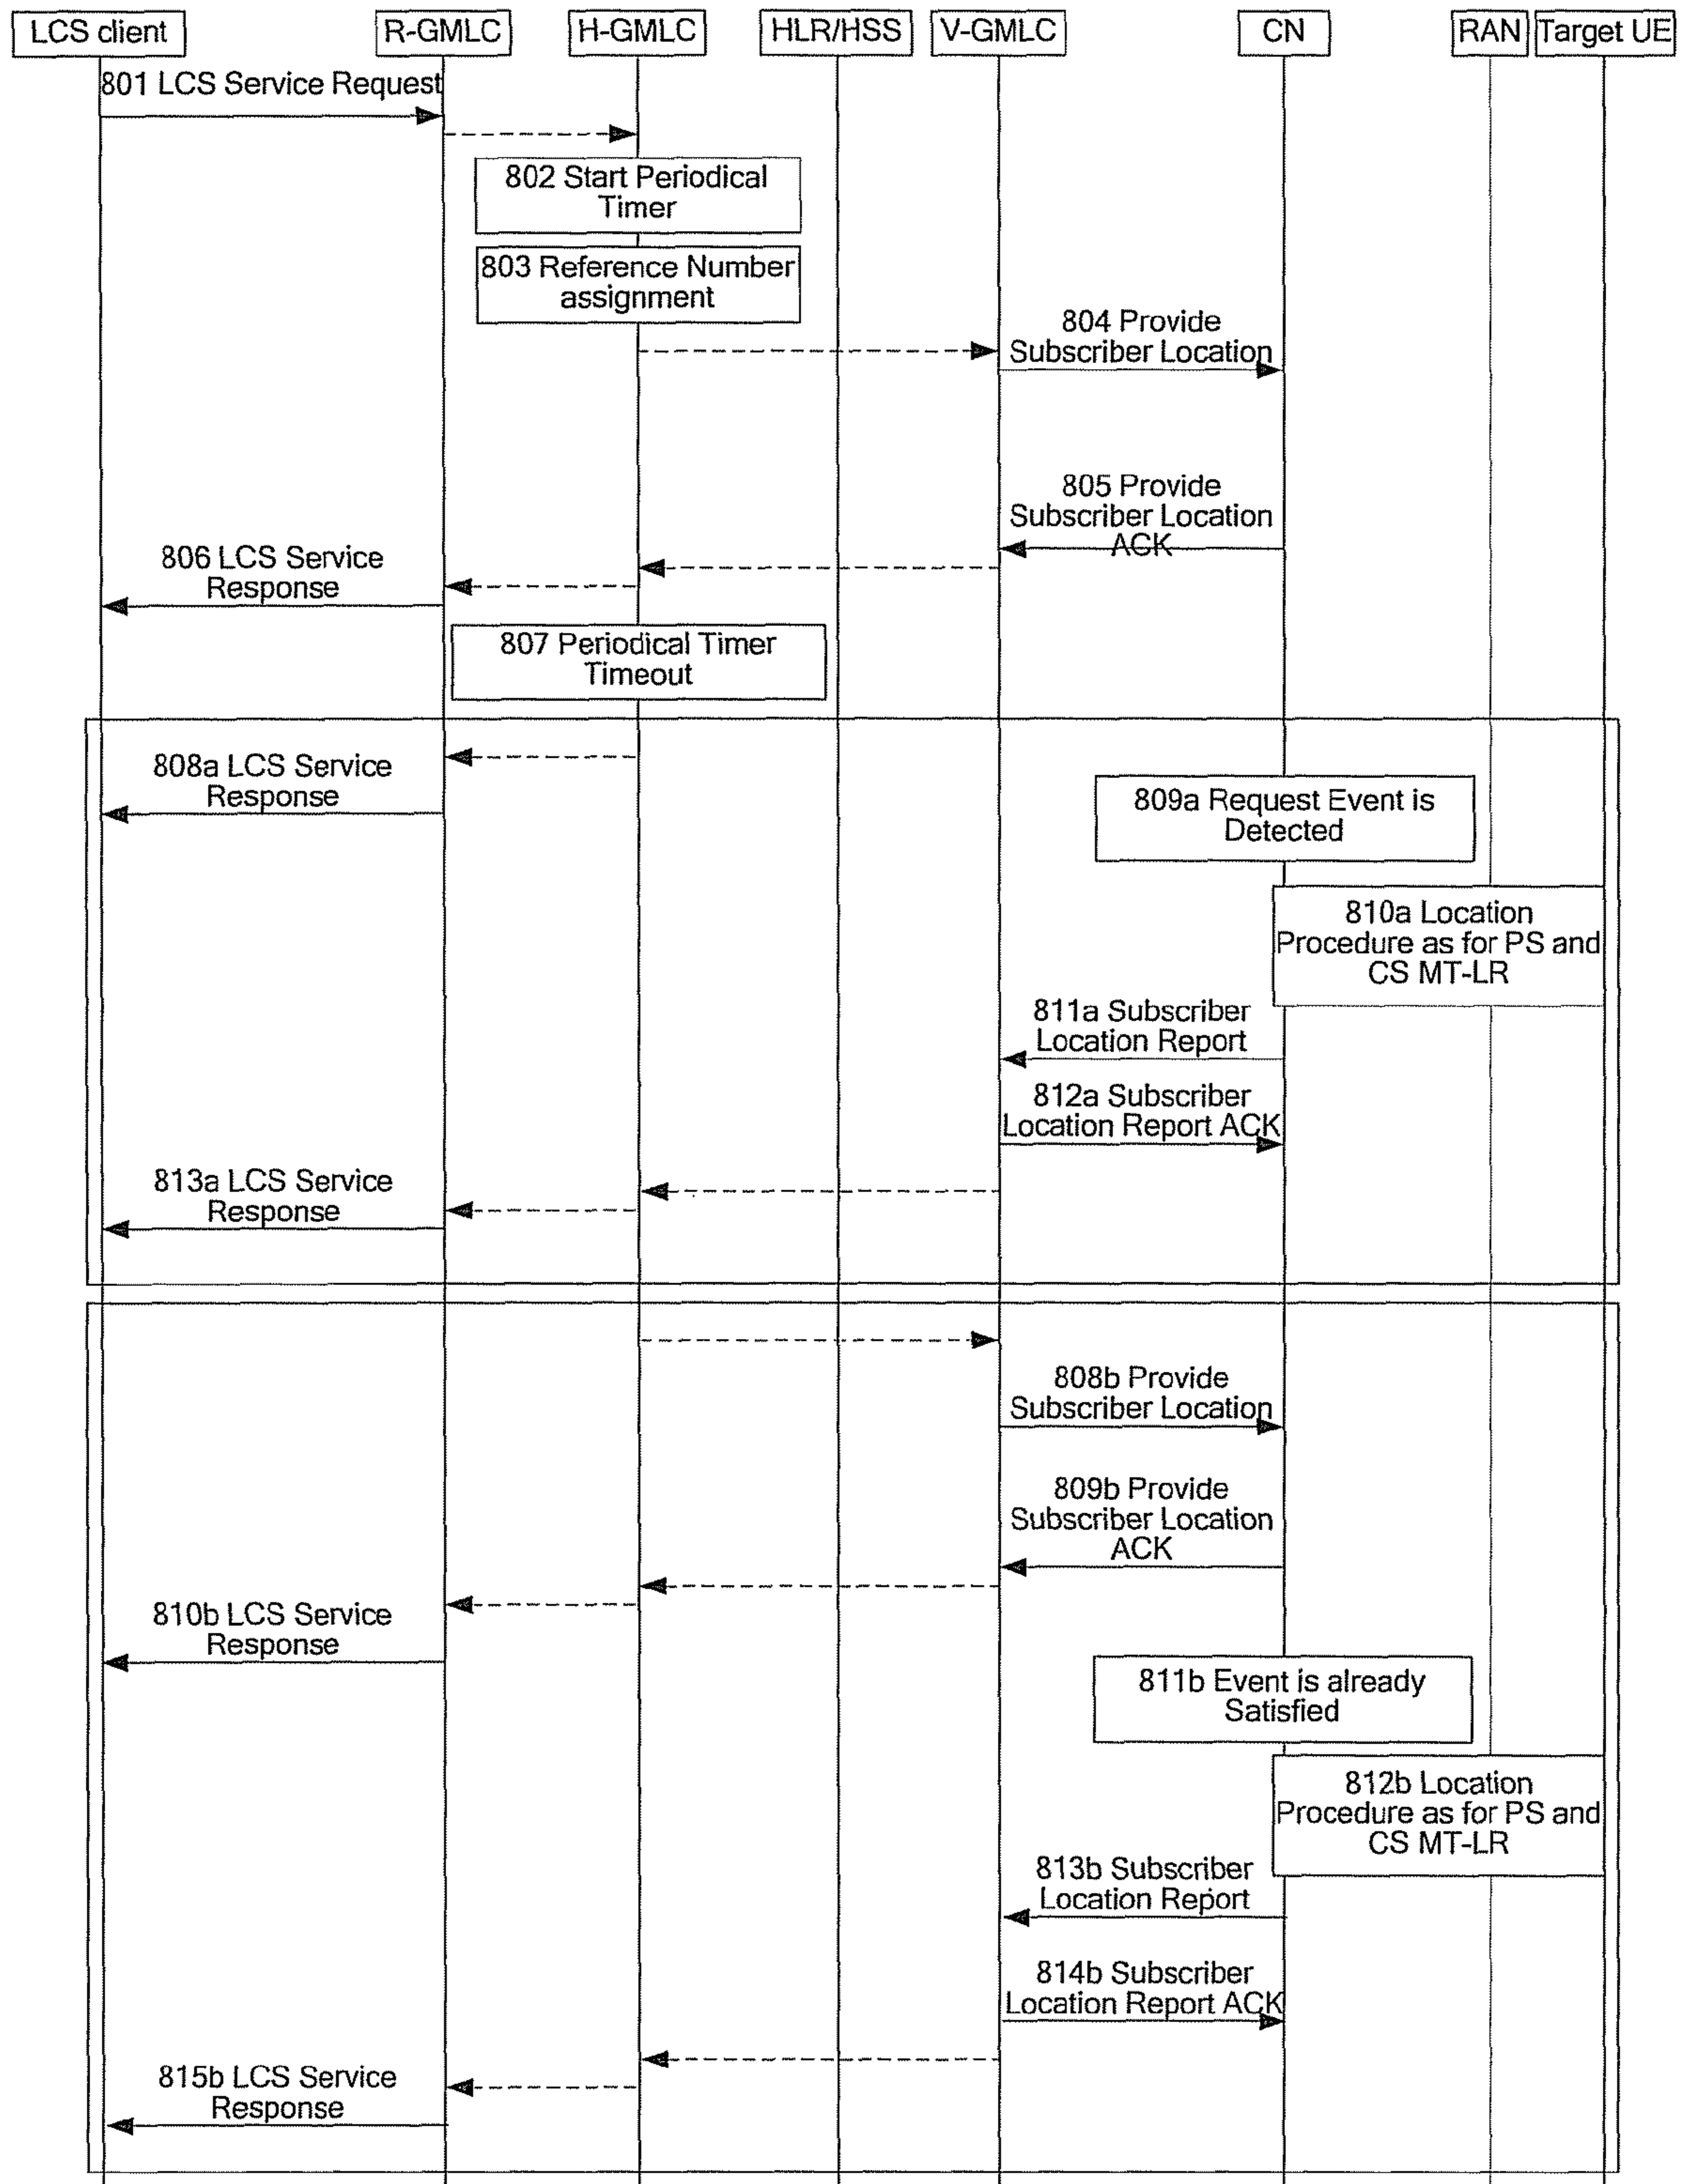 LCS client
R-GMLC
H-GMLC
HLR/HSS
V-GMLC
CN
RAN
Target UE
801 LCS Service Request
802 Start Periodical
Timer
803 Reference Number
assignment
804 Provide
Subscriber Location
805 Provide
Subscriber Location
ACK
806 LCS Service
Response
807 Periodical Timer
Timeout
808a LCS Service
Response
809a Request Event is
Detected
810a Location
Procedure as for PS and
CS MT-LR
811a Subscriber
Location Report
812a Subscriber
Location Report ACK
813a LCS Service
Response
808b Provide
Subscriber Location
809b Provide
Subscriber Location
ACK
810b LCS Service
Response
811b Event is already
Satisfied
812b Location
Procedure as for PS and
CS MT-LR
813b Subscriber
Location Report
814b Subscriber
Location Report ACK
815b LCS Service
Response